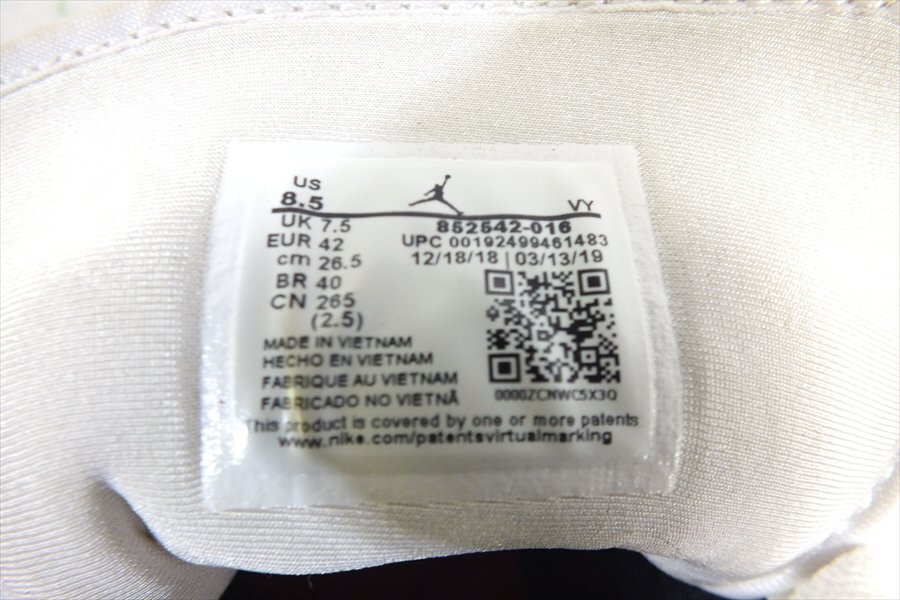 US
8.5
VY
UK 7.5
EUR 42
cm 26.5
BR 40
CN 265
(2.5)
852542-016
UPC 00192499461483
12/18/18 | 03/13/19
0000ZCNWC5X3Q
MADE IN VIETNAM
HECHO EN VIETNAM
FABRIQUE AU VIETNAM
FABRICADO NO VIETNÃ
This product is covered by one or more patents
www.nike.com/patentsvirtualmarking